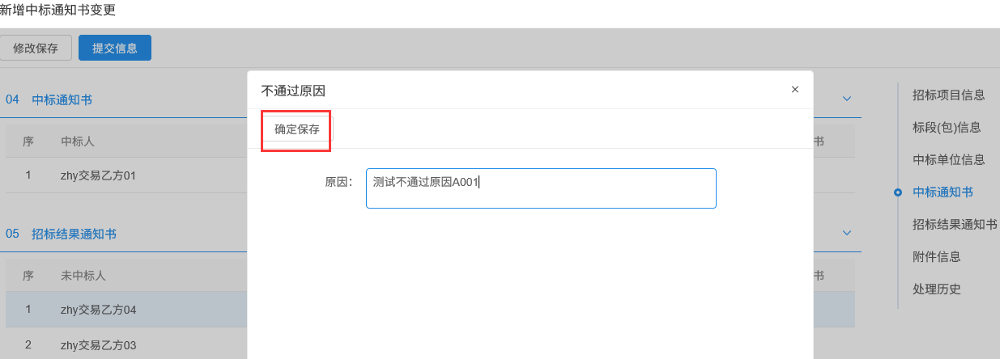 新增中标通知书变更
修改保存 提交信息
不通过原因 ×
确定保存
原因： 测试不通过原因A001
04 中标通知书
序 中标人 书
1 zhy交易乙方01
05 招标结果通知书
序 未中标人 书
1 zhy交易乙方04
2 zhy交易乙方03
招标项目信息
标段(包)信息
中标单位信息
中标通知书
招标结果通知书
附件信息
处理历史